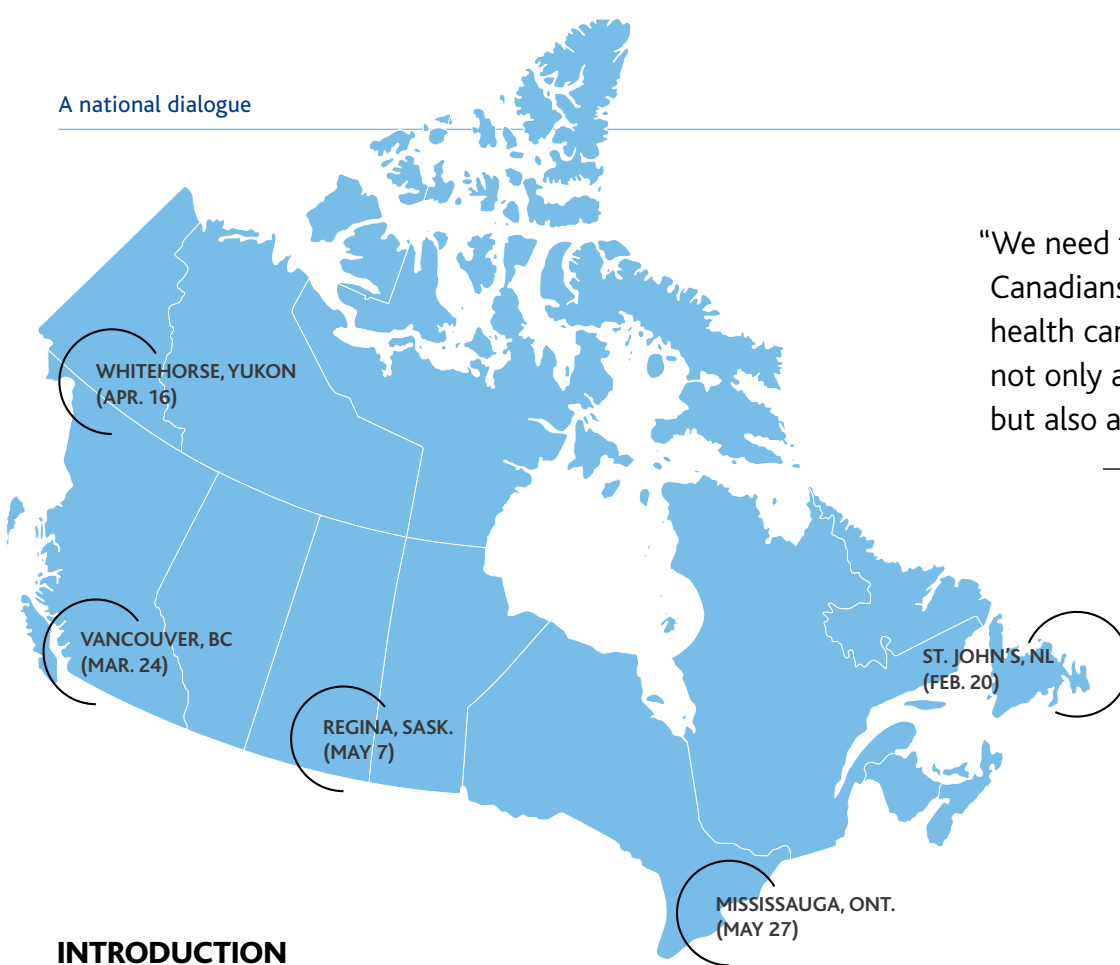 A national dialogue
“We need
Canadians
health car
not only a
but also a
WHITEHORSE, YUKON
(APR. 16)
VANCOUVER, BC
(MAR. 24)
ST. JOHN’S, NL
(FEB. 20)
REGINA, SASK.
(MAY 7)
MISSISSAUGA, ONT.
(MAY 27)
INTRODUCTION